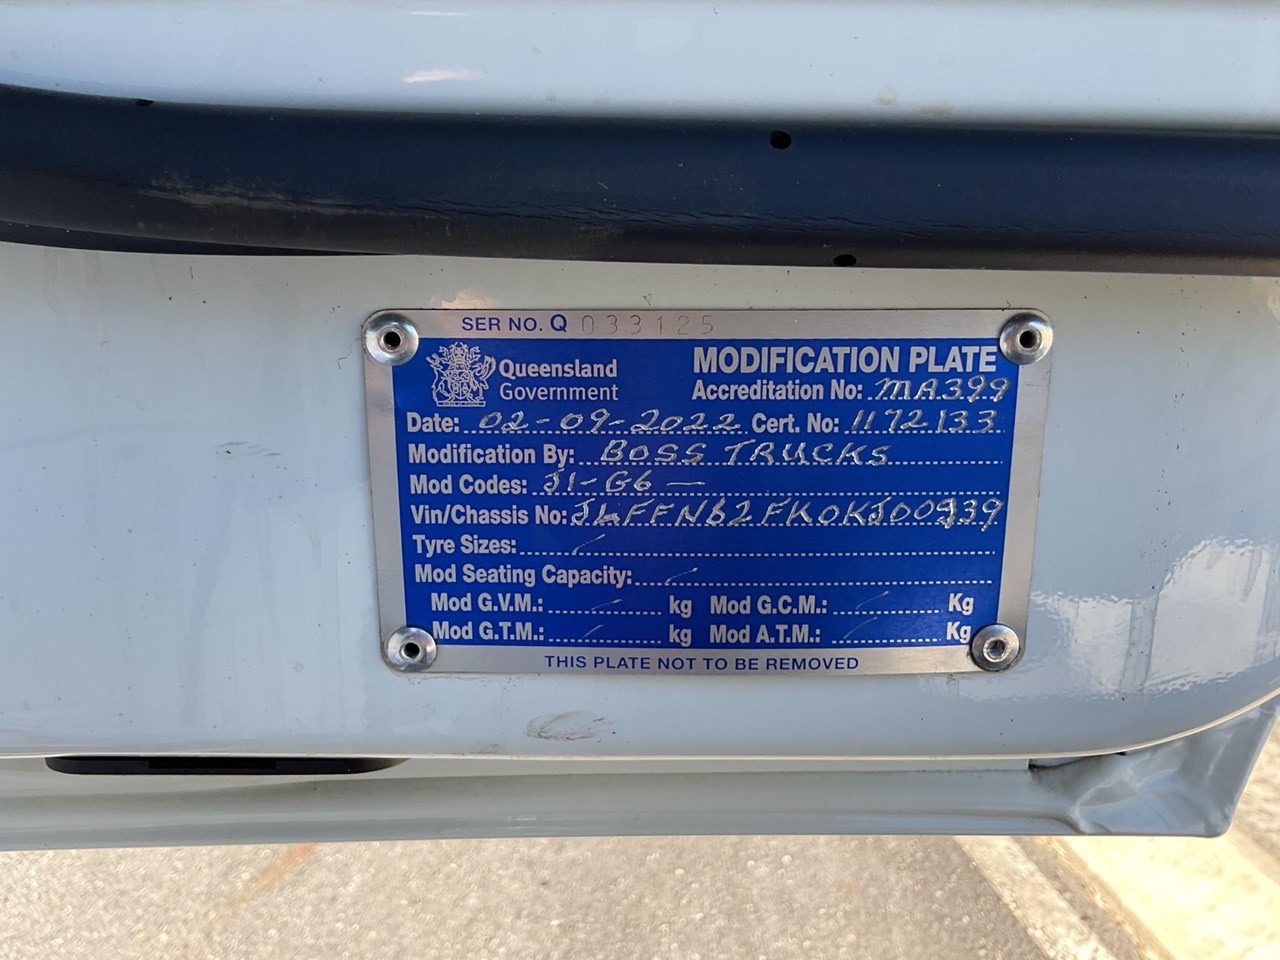 SER NO. Q 033125
Queensland Government
MODIFICATION PLATE
Accreditation No: MA399
Date: 02-09-2022 Cert. No: 1172133
Modification By: BOSS TRUCKS
Mod Codes: J1-G6 —
Vin/Chassis No:
Tyre Sizes: /
Mod Seating Capacity: /
Mod G.V.M.: / kg Mod G.C.M.: / Kg
Mod G.T.M.: / kg Mod A.T.M.: / Kg
THIS PLATE NOT TO BE REMOVED